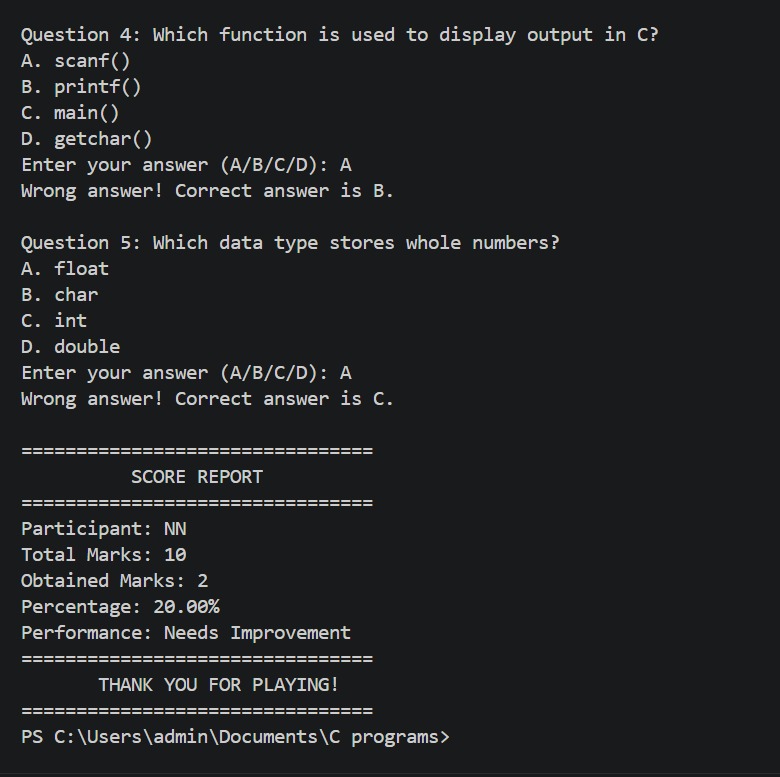 Question 4: Which function is used to display output in C?
A. scanf()
B. printf()
C. main()
D. getchar()
Enter your answer (A/B/C/D): A
Wrong answer! Correct answer is B.
Question 5: Which data type stores whole numbers?
A. float
B. char
C. int
D. double
Enter your answer (A/B/C/D): A
Wrong answer! Correct answer is C.
================================
SCORE REPORT
================================
Participant: NN
Total Marks: 10
Obtained Marks: 2
Percentage: 20.00%
Performance: Needs Improvement
================================
THANK YOU FOR PLAYING!
================================
PS C:\Users\admin\Documents\C programs>